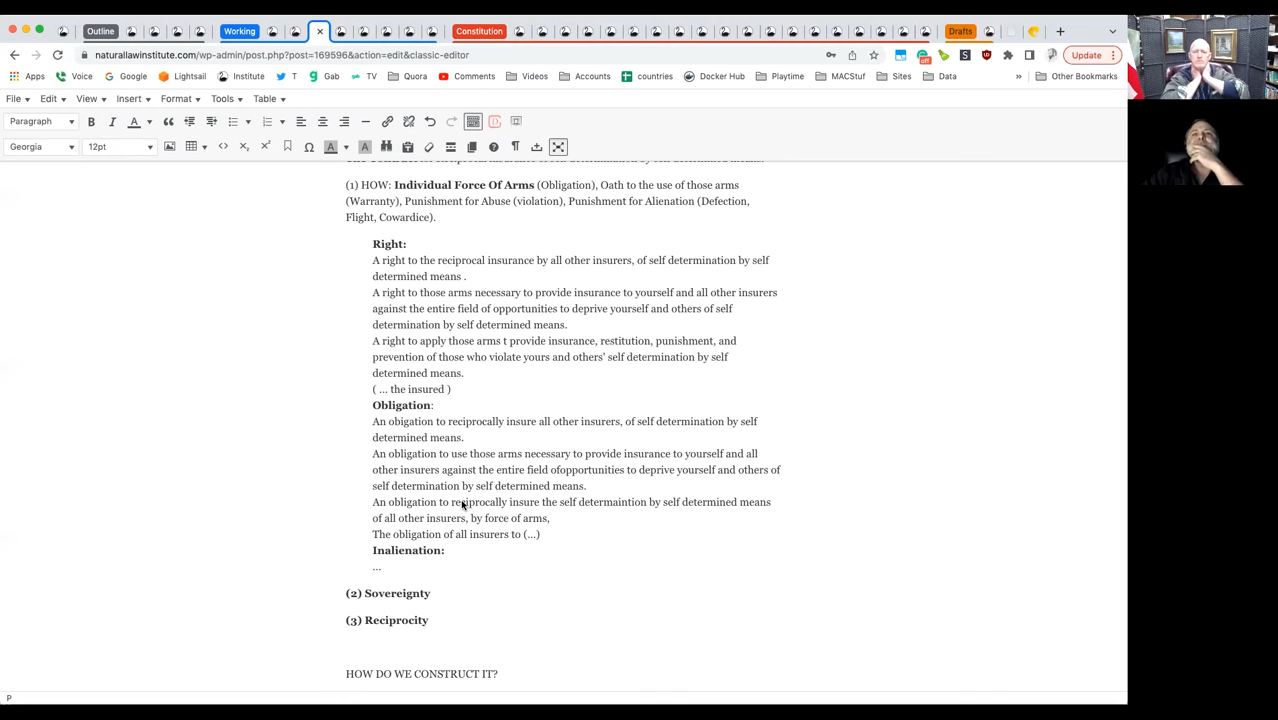 Outline
Working
Constitution
Drafts
naturallawinstitute.com/wp-admin/post.php?post=169596&action=edit&classic-editor
off
Update
Apps Voice Google Lightsail Institute Gab TV Quora Comments Videos Accounts countries Docker Hub Playtime MACStuf Sites Data » Other Bookmarks
File Edit View Insert Format Tools Table
Paragraph B I A
Georgia 12pt
(1) HOW: Individual Force Of Arms (Obligation), Oath to the use of those arms
(Warranty), Punishment for Abuse (violation), Punishment for Alienation (Defection,
Flight, Cowardice).
Right:
A right to the reciprocal insurance by all other insurers, of self determination by self
determined means .
A right to those arms necessary to provide insurance to yourself and all other insurers
against the entire field of opportunities to deprive yourself and others of self
determination by self determined means.
A right to apply those arms t provide insurance, restitution, punishment, and
prevention of those who violate yours and others' self determination by self
determined means.
( ... the insured )
Obligation:
An obigation to reciprocally insure all other insurers, of self determination by self
determined means.
An obligation to use those arms necessary to provide insurance to yourself and all
other insurers against the entire field ofopportunities to deprive yourself and others of
self determination by self determined means.
An obligation to reciprocally insure the self determaintion by self determined means
of all other insurers, by force of arms,
The obligation of all insurers to (...)
Inalienation:
...
(2) Sovereignty
(3) Reciprocity
HOW DO WE CONSTRUCT IT?
P